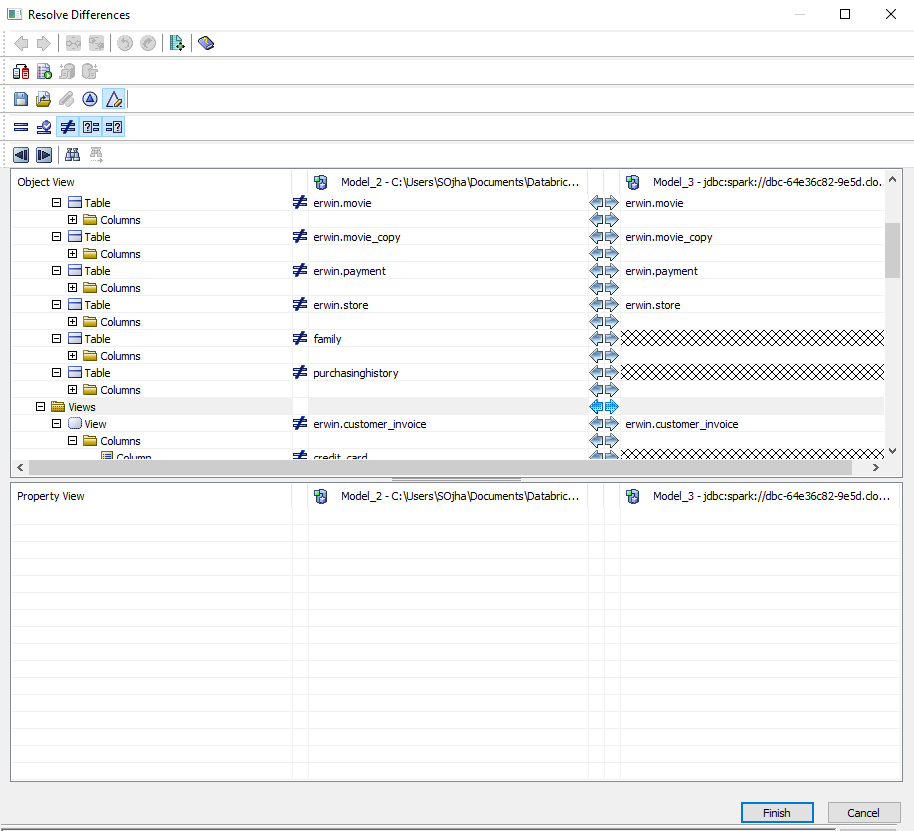 Resolve Differences
Object View Model_2 - C:\Users\SOjha\Documents\Databric... Model_3 - jdbc:spark://dbc-64e36c82-9e5d.clo...
Table erwin.movie erwin.movie
Columns
Table erwin.movie_copy erwin.movie_copy
Columns
Table erwin.payment erwin.payment
Columns
Table erwin.store erwin.store
Columns
Table family
Columns
Table purchasinghistory
Columns
Views
View erwin.customer_invoice erwin.customer_invoice
Columns
Column credit_card
Property View Model_2 - C:\Users\SOjha\Documents\Databric... Model_3 - jdbc:spark://dbc-64e36c82-9e5d.clo...
Finish Cancel